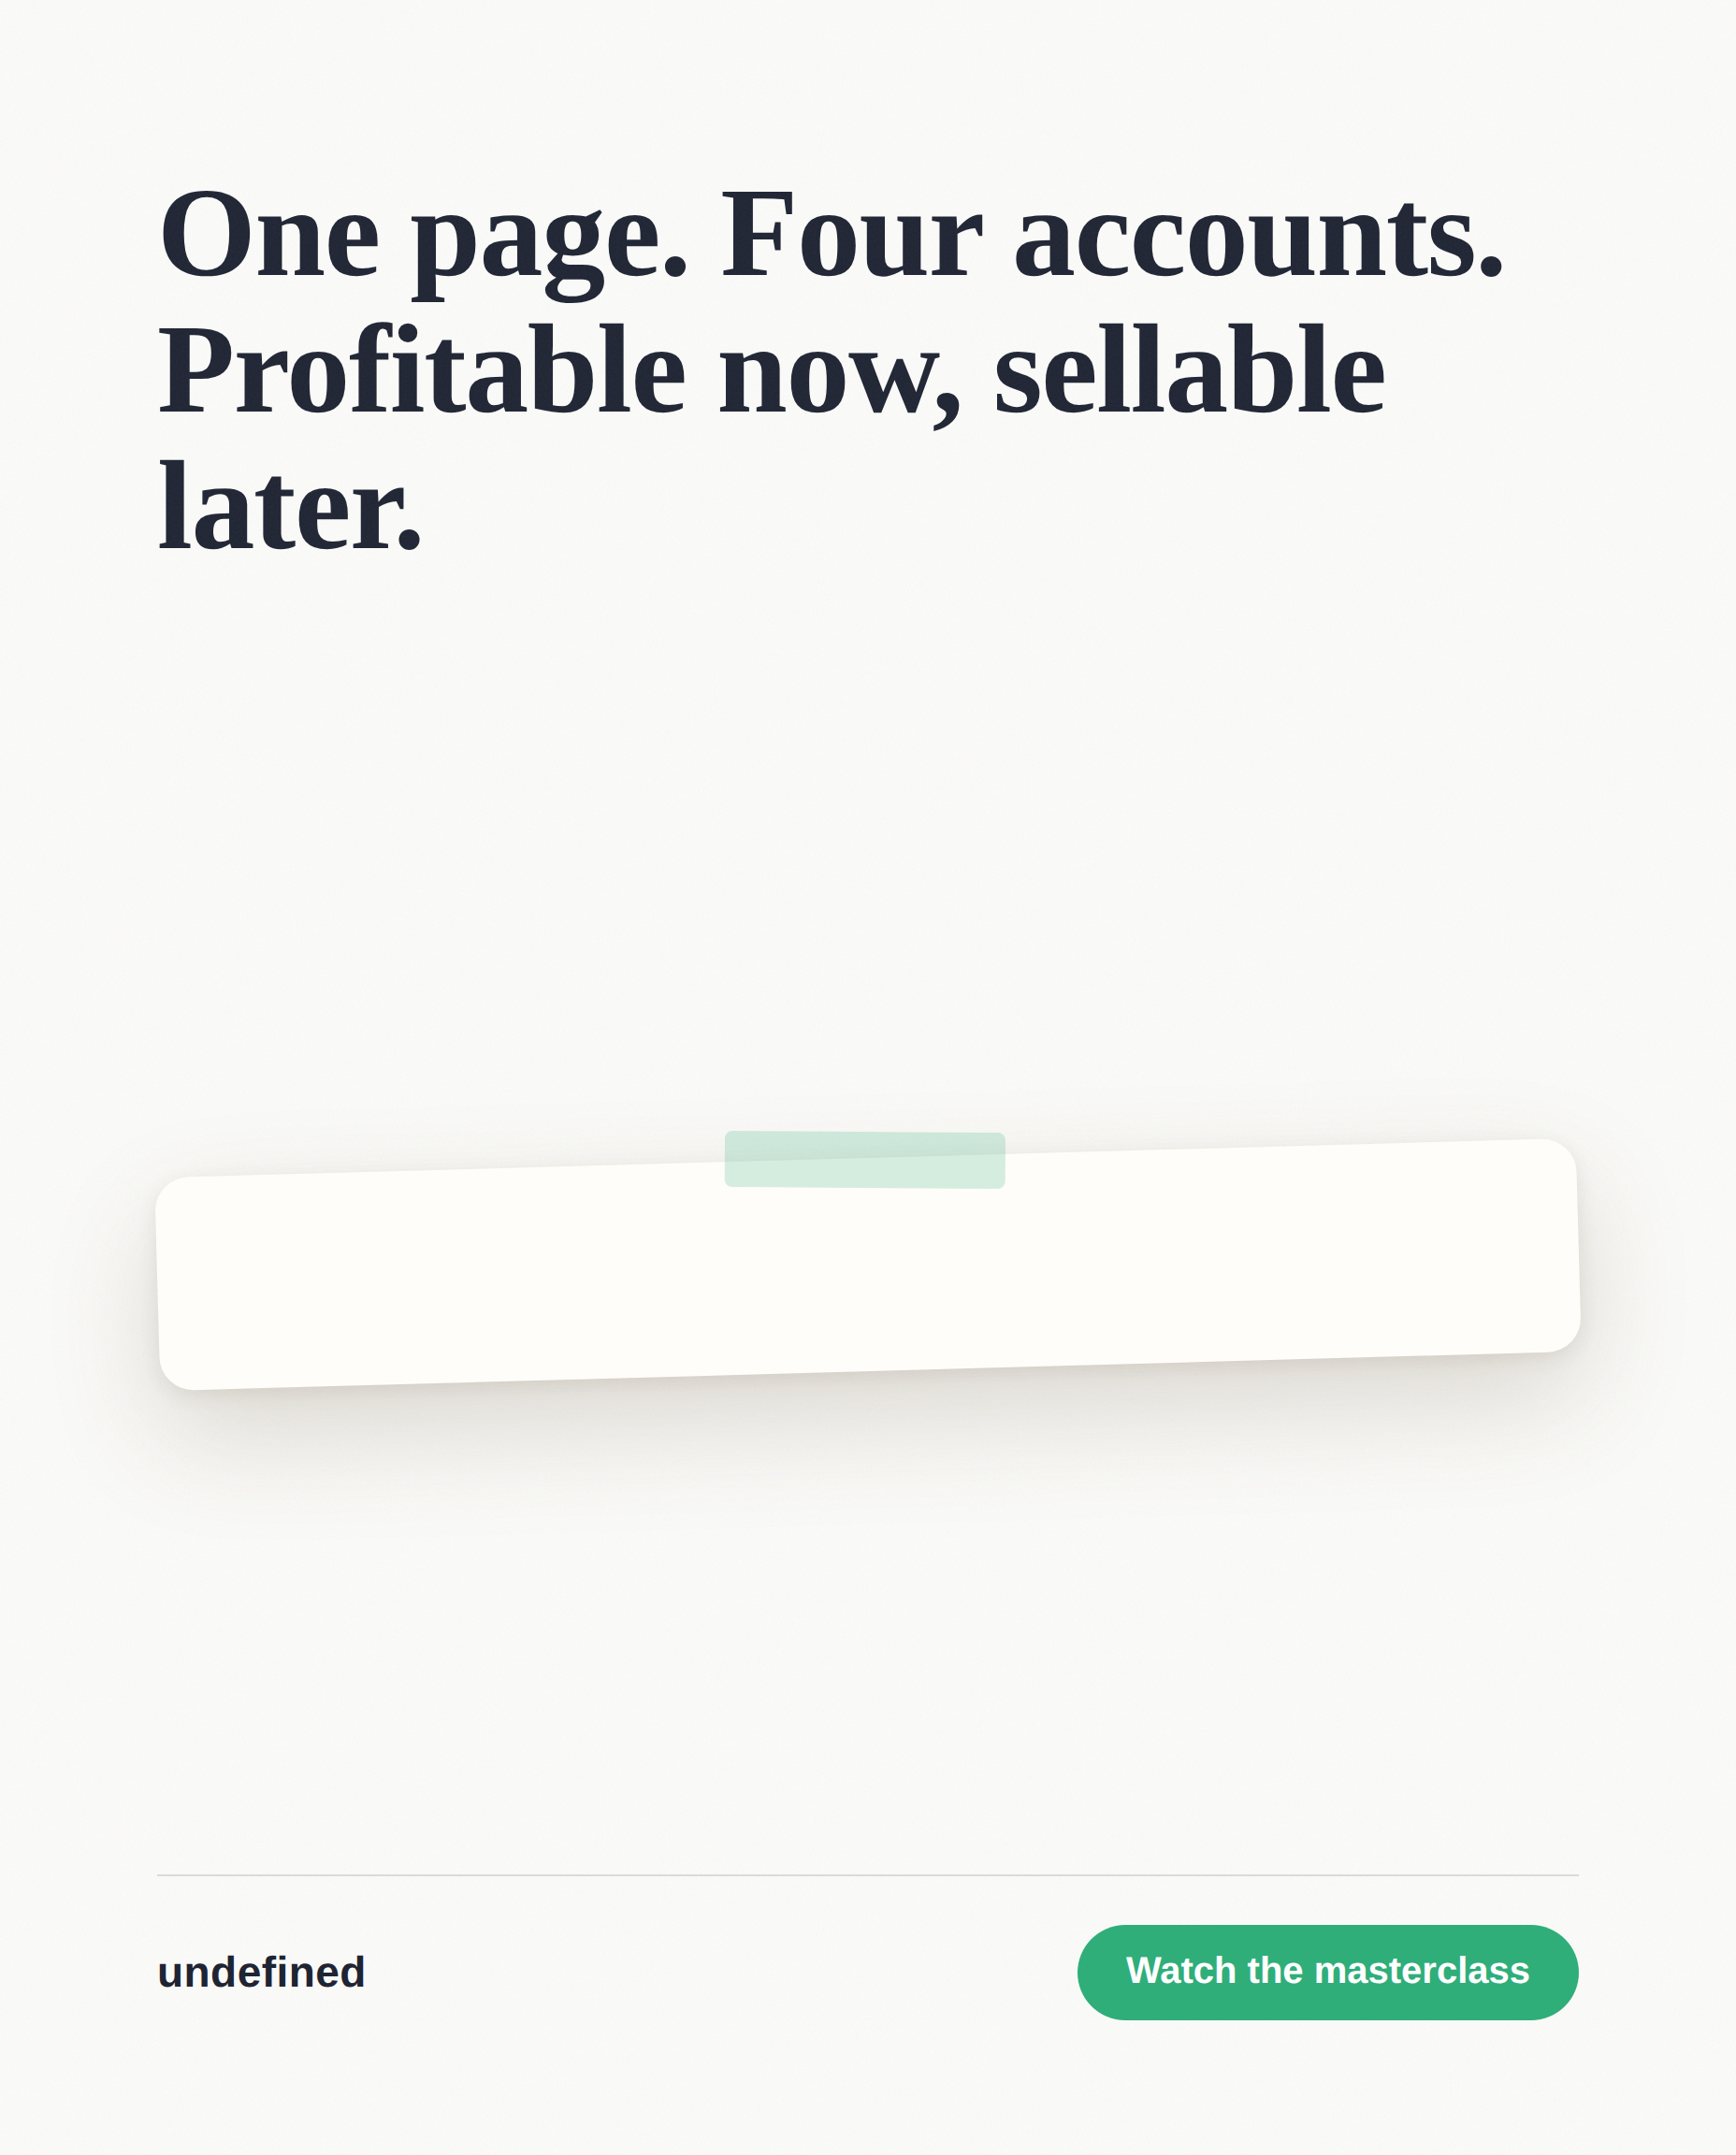 One page. Four accounts.
Profitable now, sellable
later.
undefined
Watch the masterclass